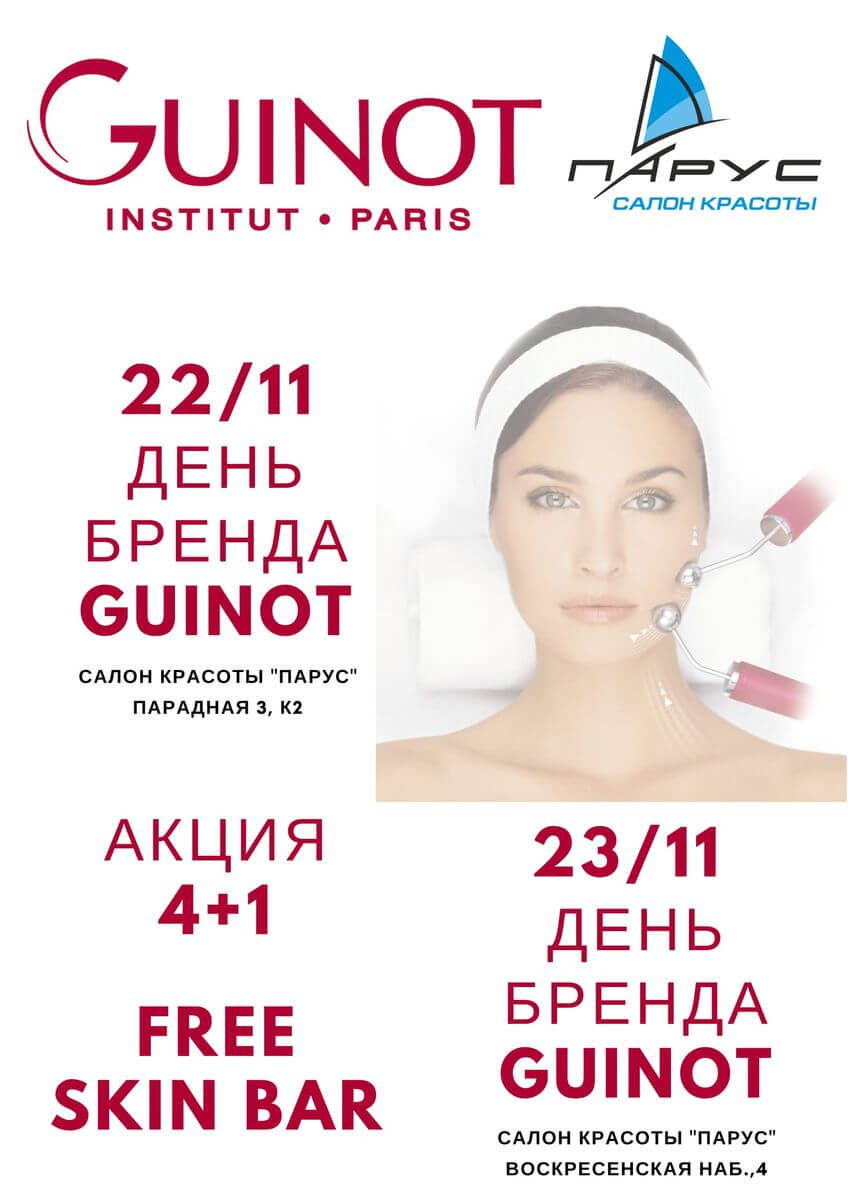 GUINOT
INSTITUT • PARIS
ПАРУС
САЛОН КРАСОТЫ
22/11
ДЕНЬ
БРЕНДА
GUINOT
САЛОН КРАСОТЫ "ПАРУС"
ПАРАДНАЯ 3, К2
АКЦИЯ
4+1
FREE
SKIN BAR
23/11
ДЕНЬ
БРЕНДА
GUINOT
САЛОН КРАСОТЫ "ПАРУС"
ВОСКРЕСЕНСКАЯ НАБ.,4